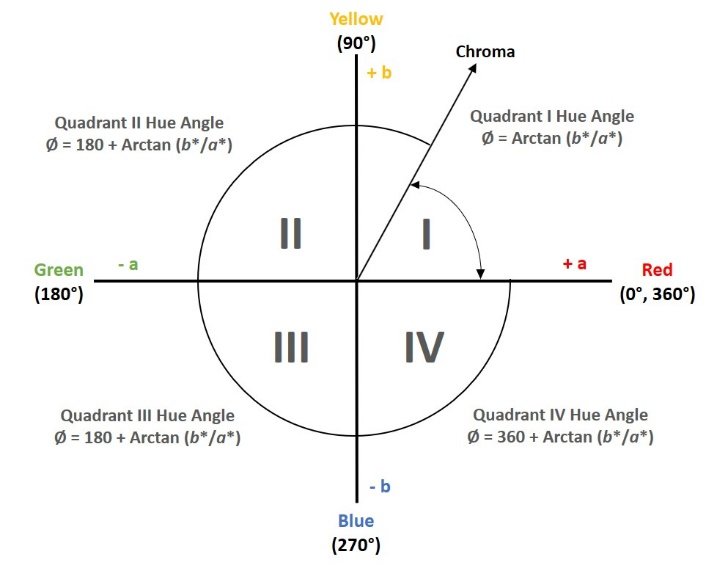 Yellow
(90°)
Chroma
+ b
Quadrant II Hue Angle
Ø = 180 + Arctan (b*/a*)
Quadrant I Hue Angle
Ø = Arctan (b*/a*)
II
I
Green
(180°)
- a
+ a
Red
(0°, 360°)
III
IV
Quadrant III Hue Angle
Ø = 180 + Arctan (b*/a*)
Quadrant IV Hue Angle
Ø = 360 + Arctan (b*/a*)
- b
Blue
(270°)